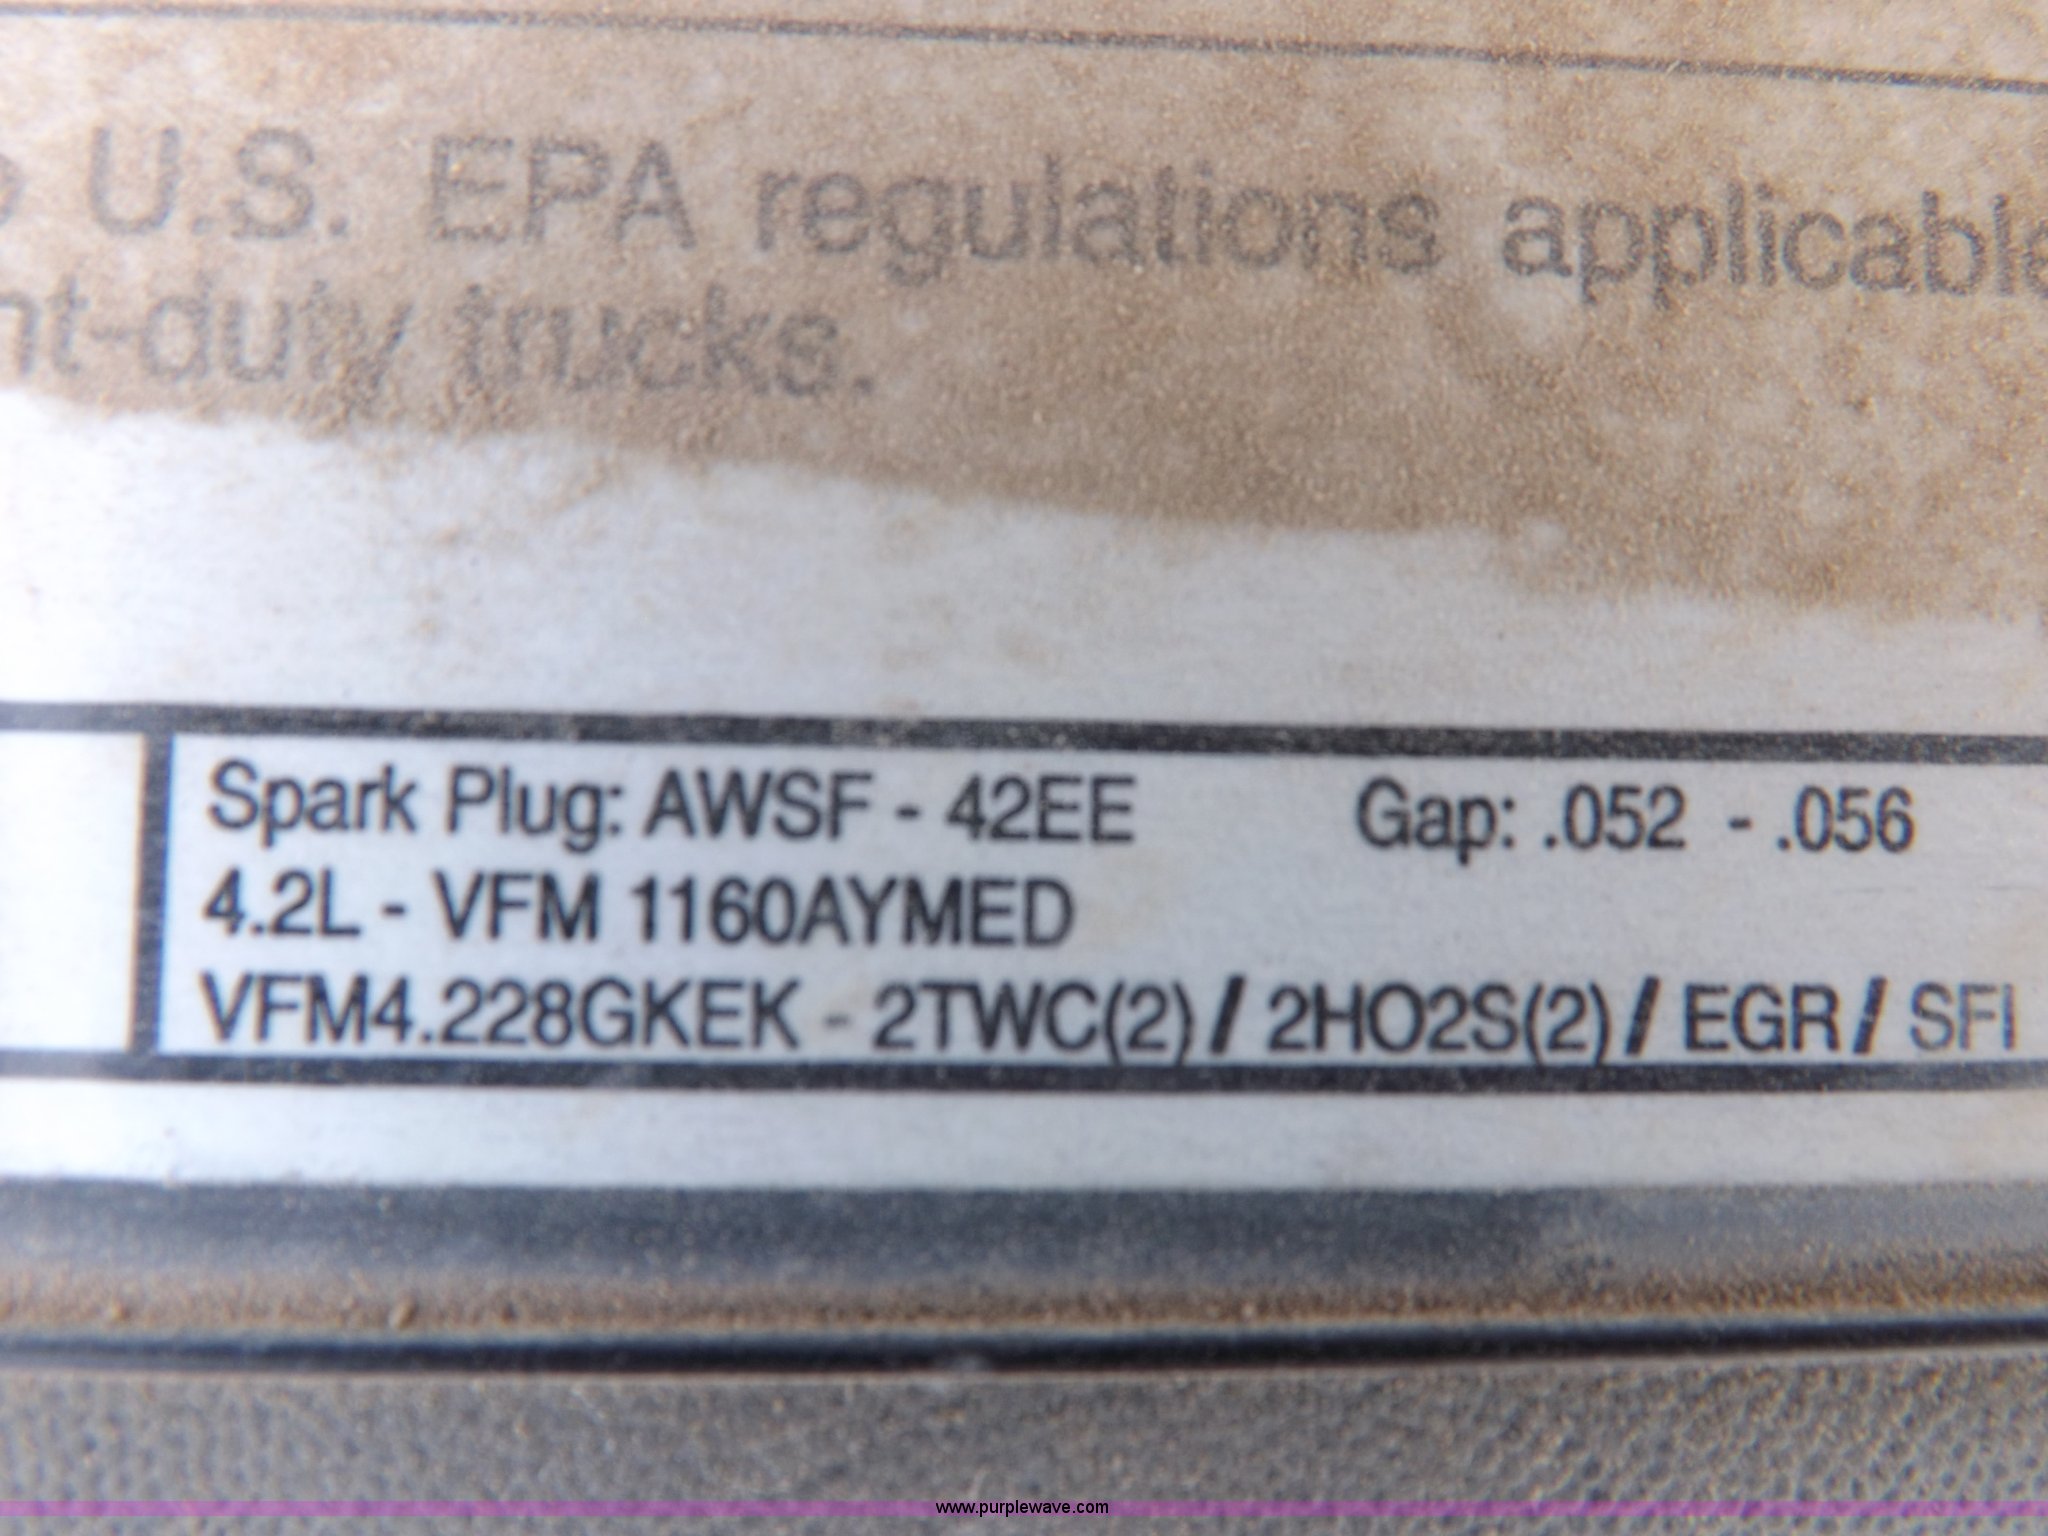 U.S. EPA regulations applicable
duty trucks.
Spark Plug: AWSF - 42EE Gap: .052 - .056
4.2L - VFM 1160AYMED
VFM4.228GKEK - 2TWC(2) / 2HO2S(2) / EGR / SFI
www.purplewave.com